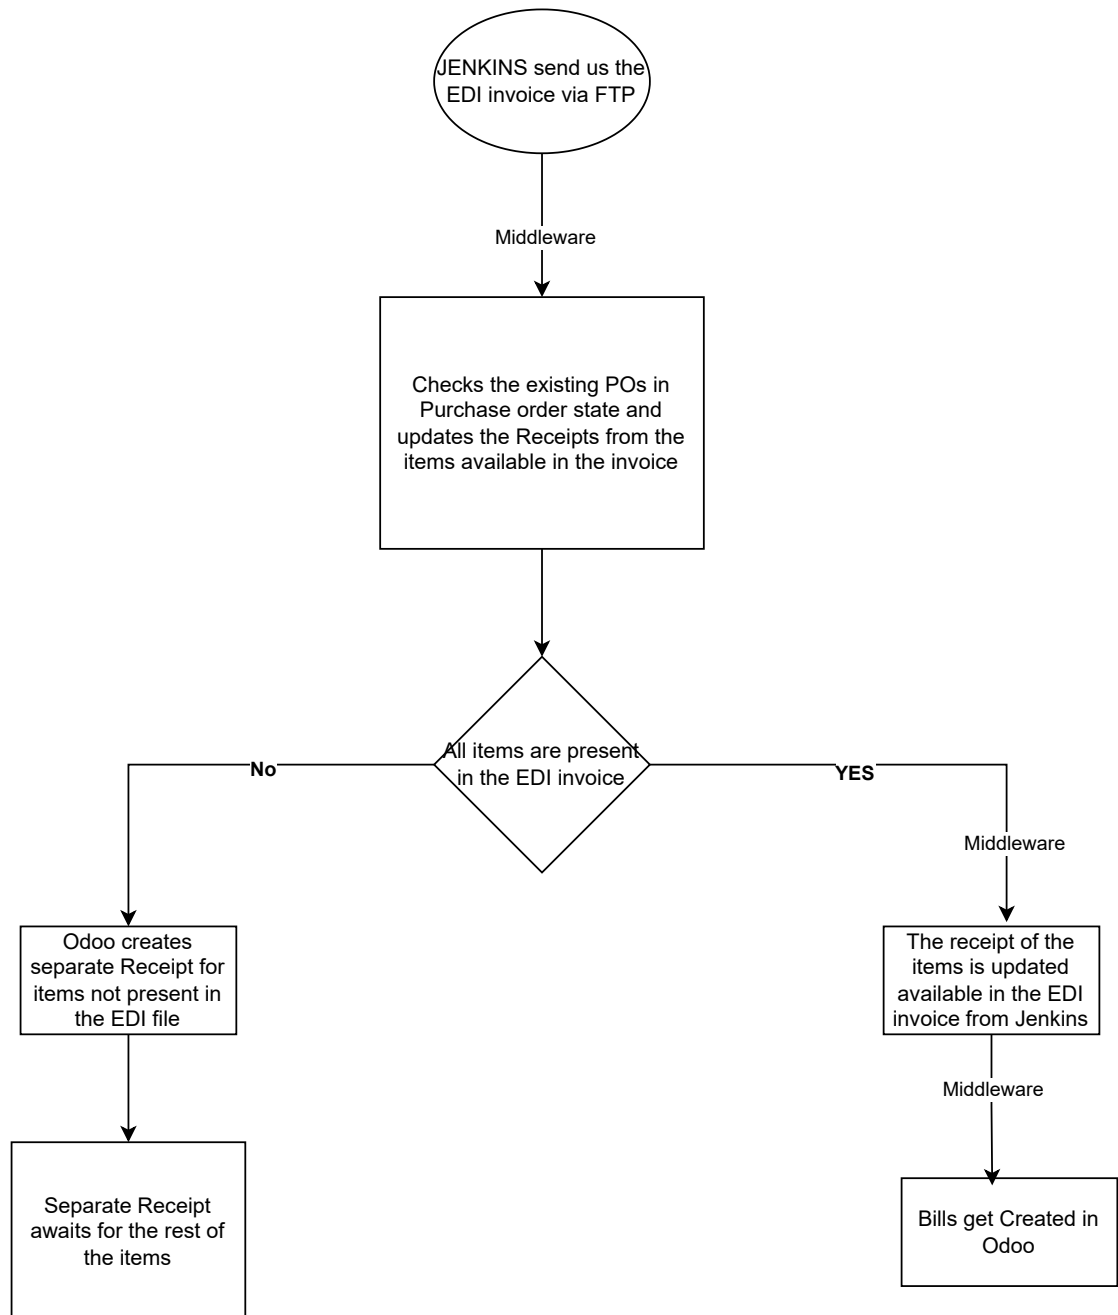 JENKINS send us the
EDI invoice via FTP
Middleware
Checks the existing POs in
Purchase order state and
updates the Receipts from the
items available in the invoice
All items are present
in the EDI invoice
No
YES
Middleware
Odoo creates
separate Receipt for
items not present in
the EDI file
The receipt of the
items is updated
available in the EDI
invoice from Jenkins
Middleware
Separate Receipt
awaits for the rest of
the items
Bills get Created in
Odoo